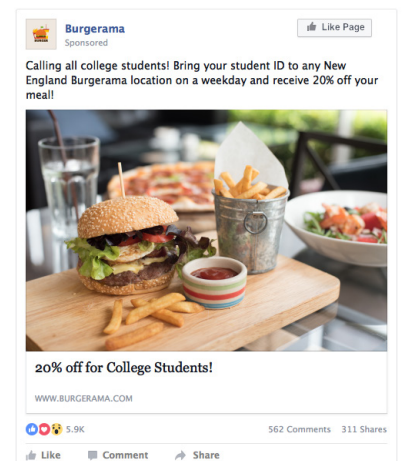 Burgerama
Like Page
Sponsored
Calling all college students! Bring your student ID to any New
England Burgerama location on a weekday and receive 20% off your
meal!
20% off for College Students!
WWW.BURGERAMA.COM
5.9K
562 Comments 311 Shares
Like Comment Share